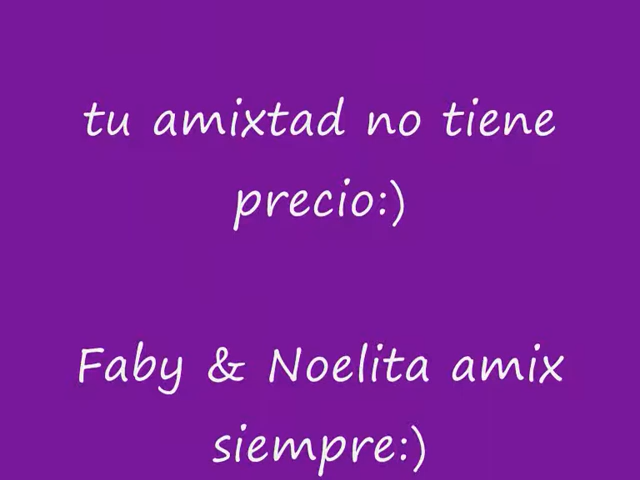 tu amixtad no tiene
precio:)
Faby & Noelita amix
siempre:)